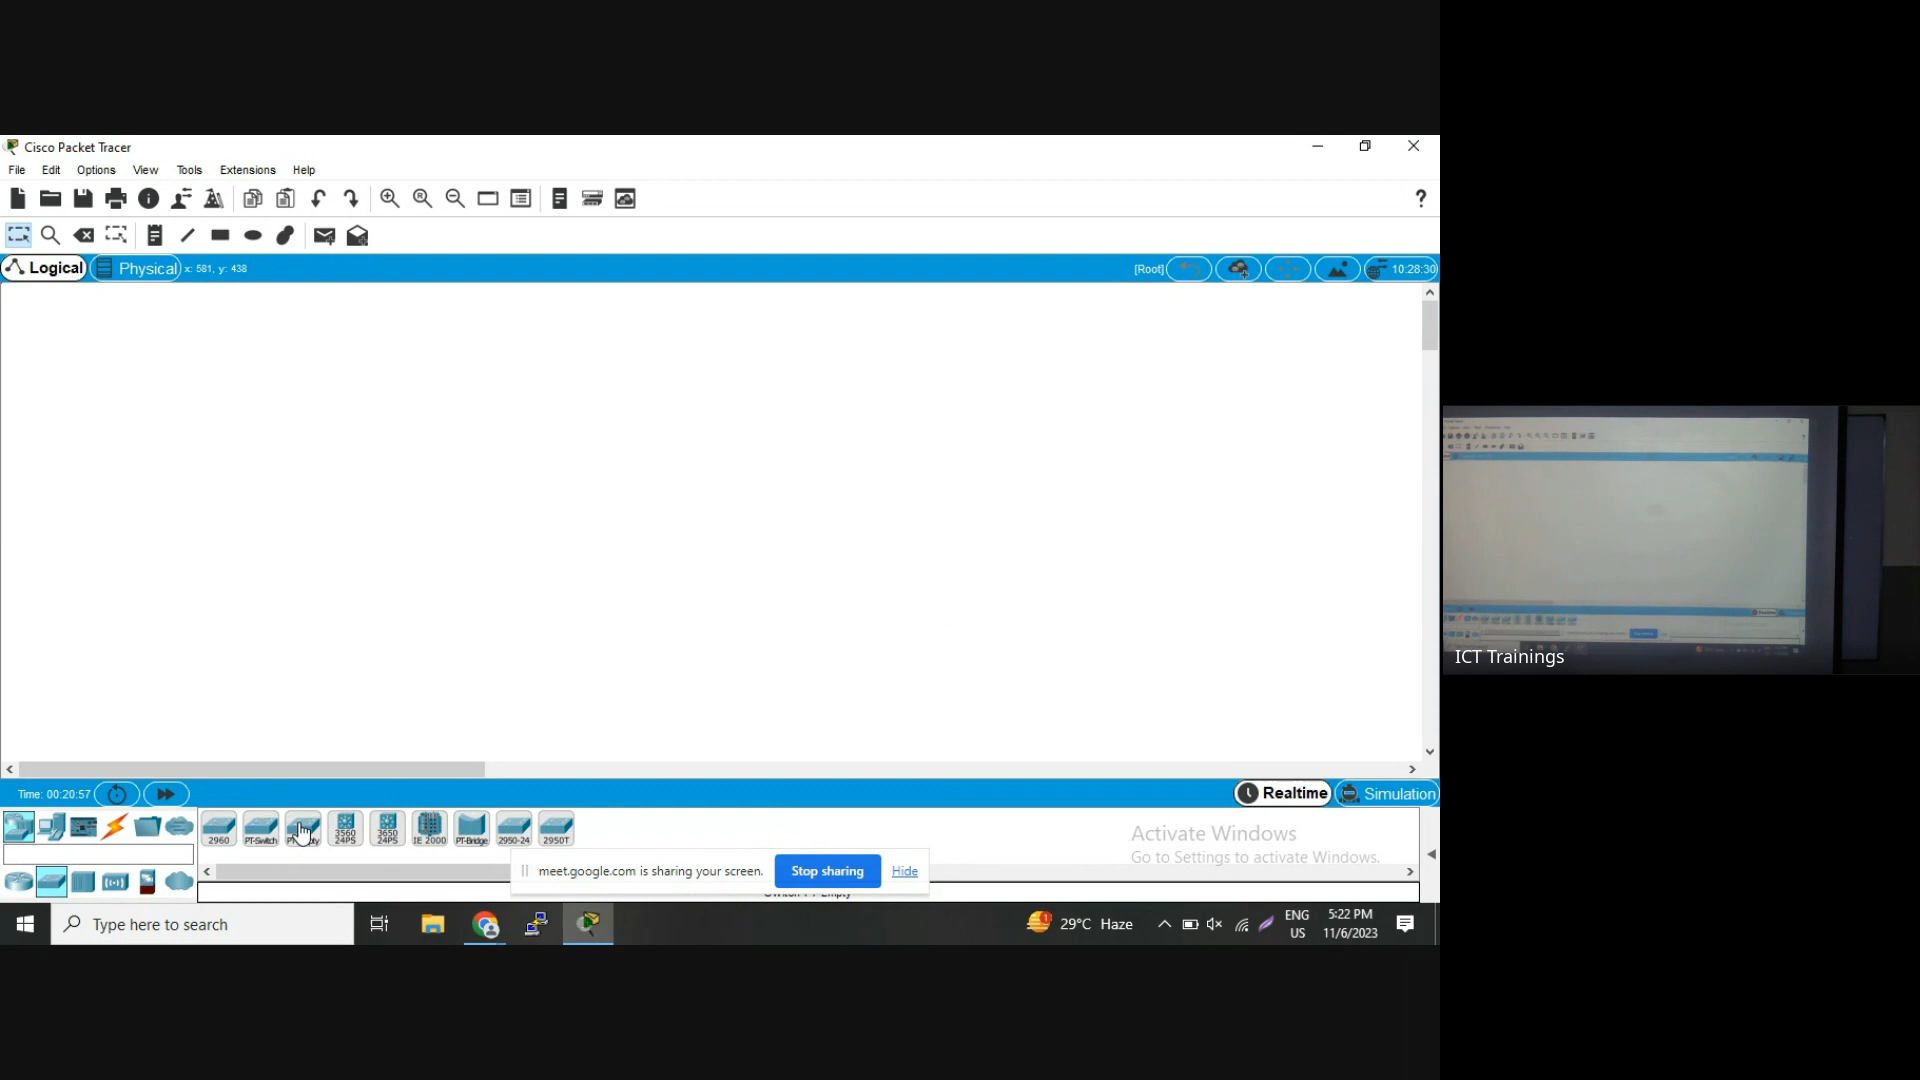 Cisco Packet Tracer
File Edit Options View Tools Extensions Help
Logical Physical x: 581, y: 438 [Root] 10:28:30
Time: 00:20:57 Realtime Simulation
2960 PT-Switch 3560 24PS 3650 24PS IE 2000 PT-Bridge 2950-24 2950T
Activate Windows
Go to Settings to activate Windows.
meet.google.com is sharing your screen. Stop sharing Hide
Type here to search
29°C Haze
ENG
US
5:22 PM
11/6/2023
ICT Trainings